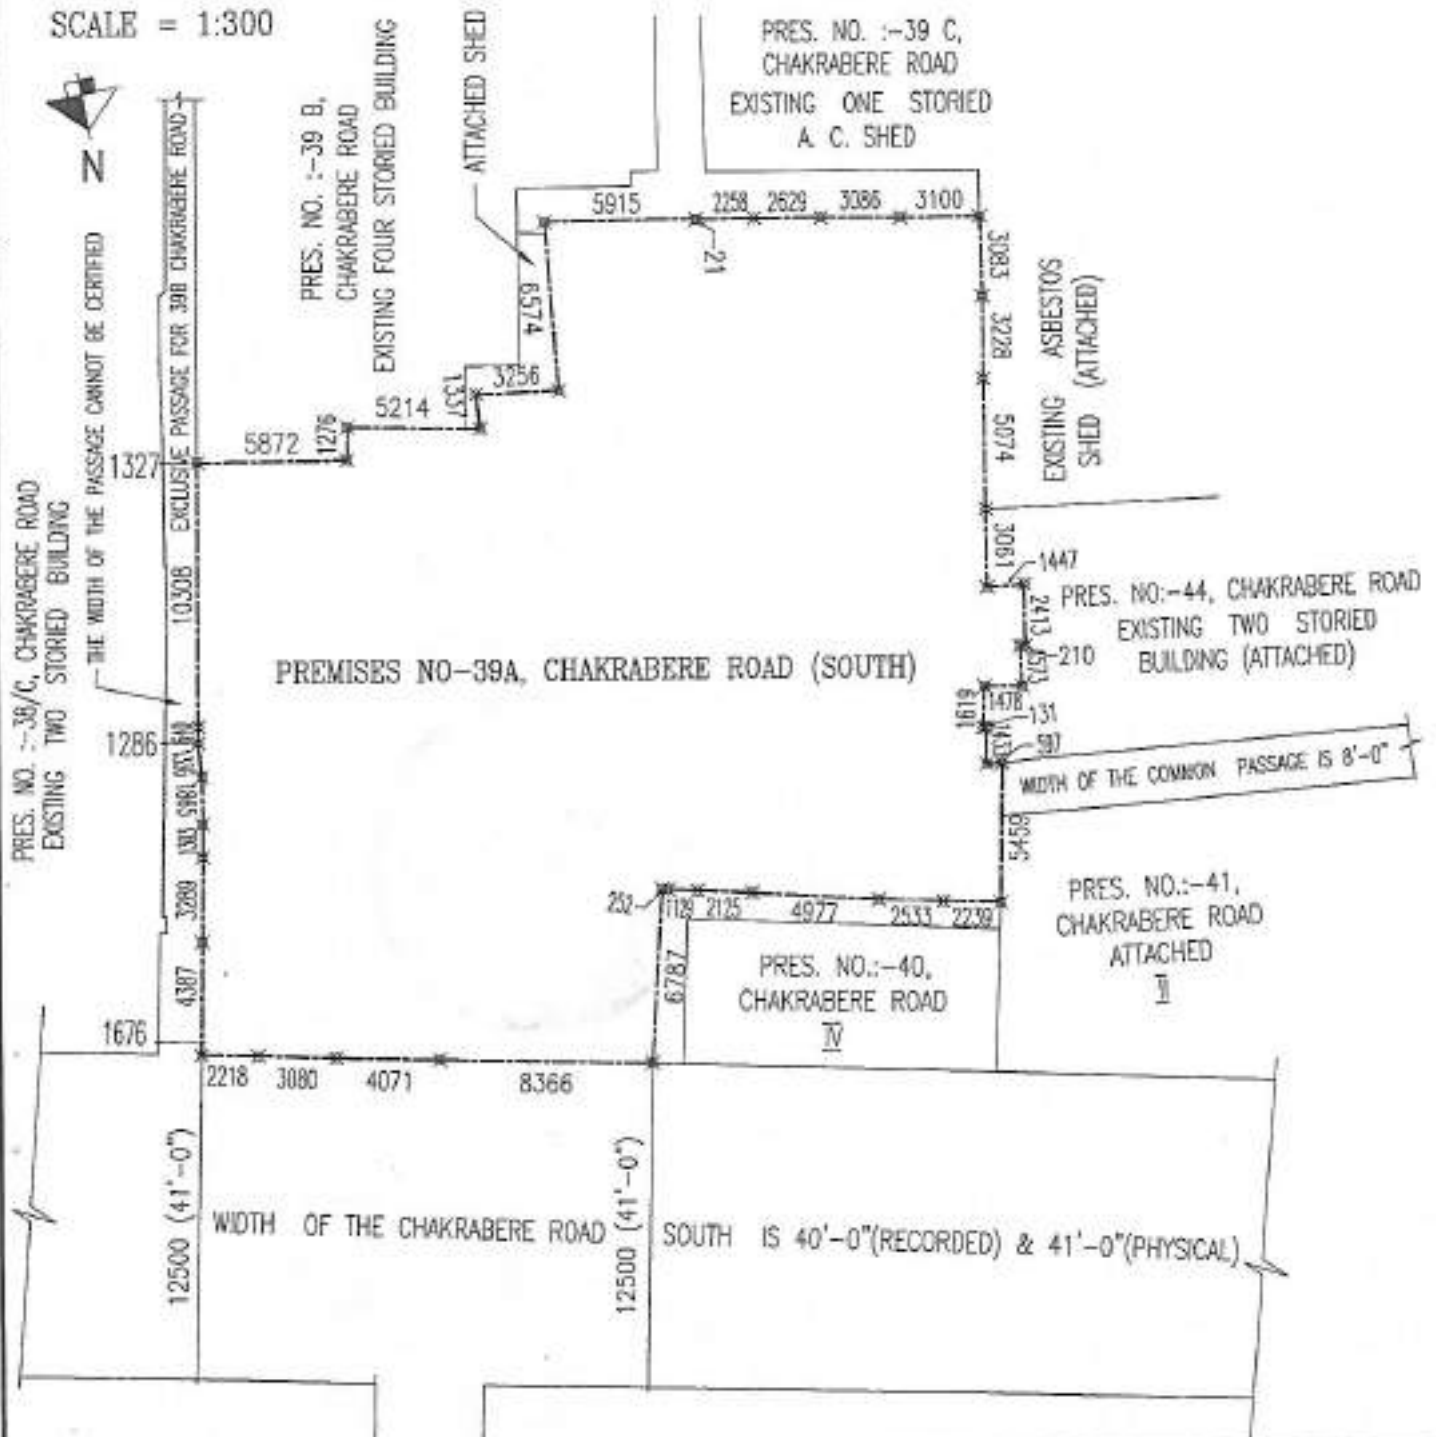 SCALE = 1:300
N
PRES. NO. :-39 B,
CHAKRABERE ROAD
EXISTING FOUR STORIED BUILDING
ATTACHED SHED
PRES. NO. :-39 C,
CHAKRABERE ROAD
EXISTING ONE STORIED
A. C. SHED
5915
2258
2629
3086
3100
21
6574
3256
1337
5214
1276
5872
1327
3083
3228
5074
3061
EXISTING ASBESTOS
SHED (ATTACHED)
EXCLUSIVE PASSAGE FOR 39B CHAKRABERE ROAD
THE WIDTH OF THE PASSAGE CANNOT BE CERTIFIED
10308
PRES. NO. :-38/C, CHAKRABERE ROAD
EXISTING TWO STORIED BUILDING
1286
1447
2413
210
1573
1478
1619
131
1433
597
PRES. NO:-44, CHAKRABERE ROAD
EXISTING TWO STORIED
BUILDING (ATTACHED)
PREMISES NO-39A, CHAKRABERE ROAD (SOUTH)
WIDTH OF THE COMMON PASSAGE IS 8'-0"
5459
1303
3289
4387
1676
252
1129
2125
4977
2533
2239
6787
PRES. NO.:-40,
CHAKRABERE ROAD
IV
PRES. NO.:-41,
CHAKRABERE ROAD
ATTACHED
2218
3080
4071
8366
12500 (41'-0")
12500 (41'-0")
WIDTH OF THE CHAKRABERE ROAD SOUTH IS 40'-0"(RECORDED) & 41'-0"(PHYSICAL)